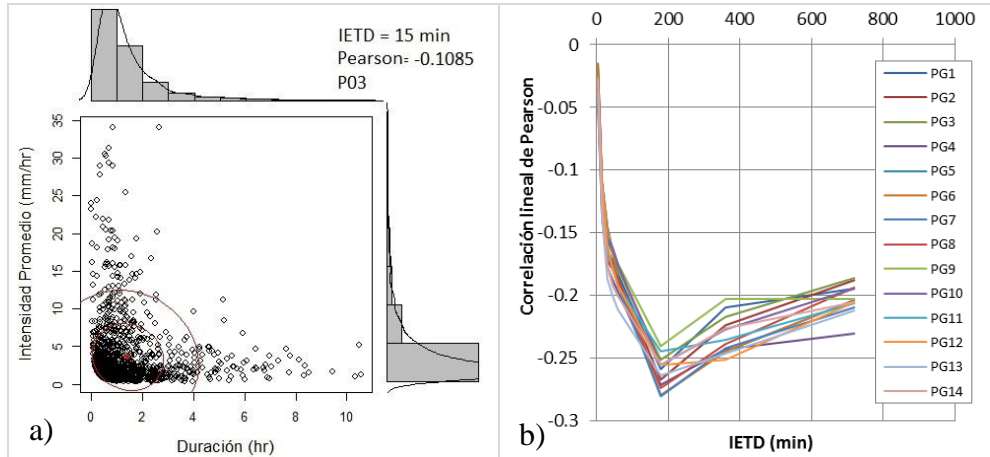 IETD = 15 min
Pearson= -0.1085
P03
Intensidad Promedio (mm/hr)
35
30
25
20
15
10
5
0
0 2 4 6 8 10
Duración (hr)
a)
0 200 400 600 800 1000
0
-0.05
-0.1
-0.15
-0.2
-0.25
-0.3
Correlación lineal de Pearson
IETD (min)
PG1
PG2
PG3
PG4
PG5
PG6
PG7
PG8
PG9
PG10
PG11
PG12
PG13
PG14
b)